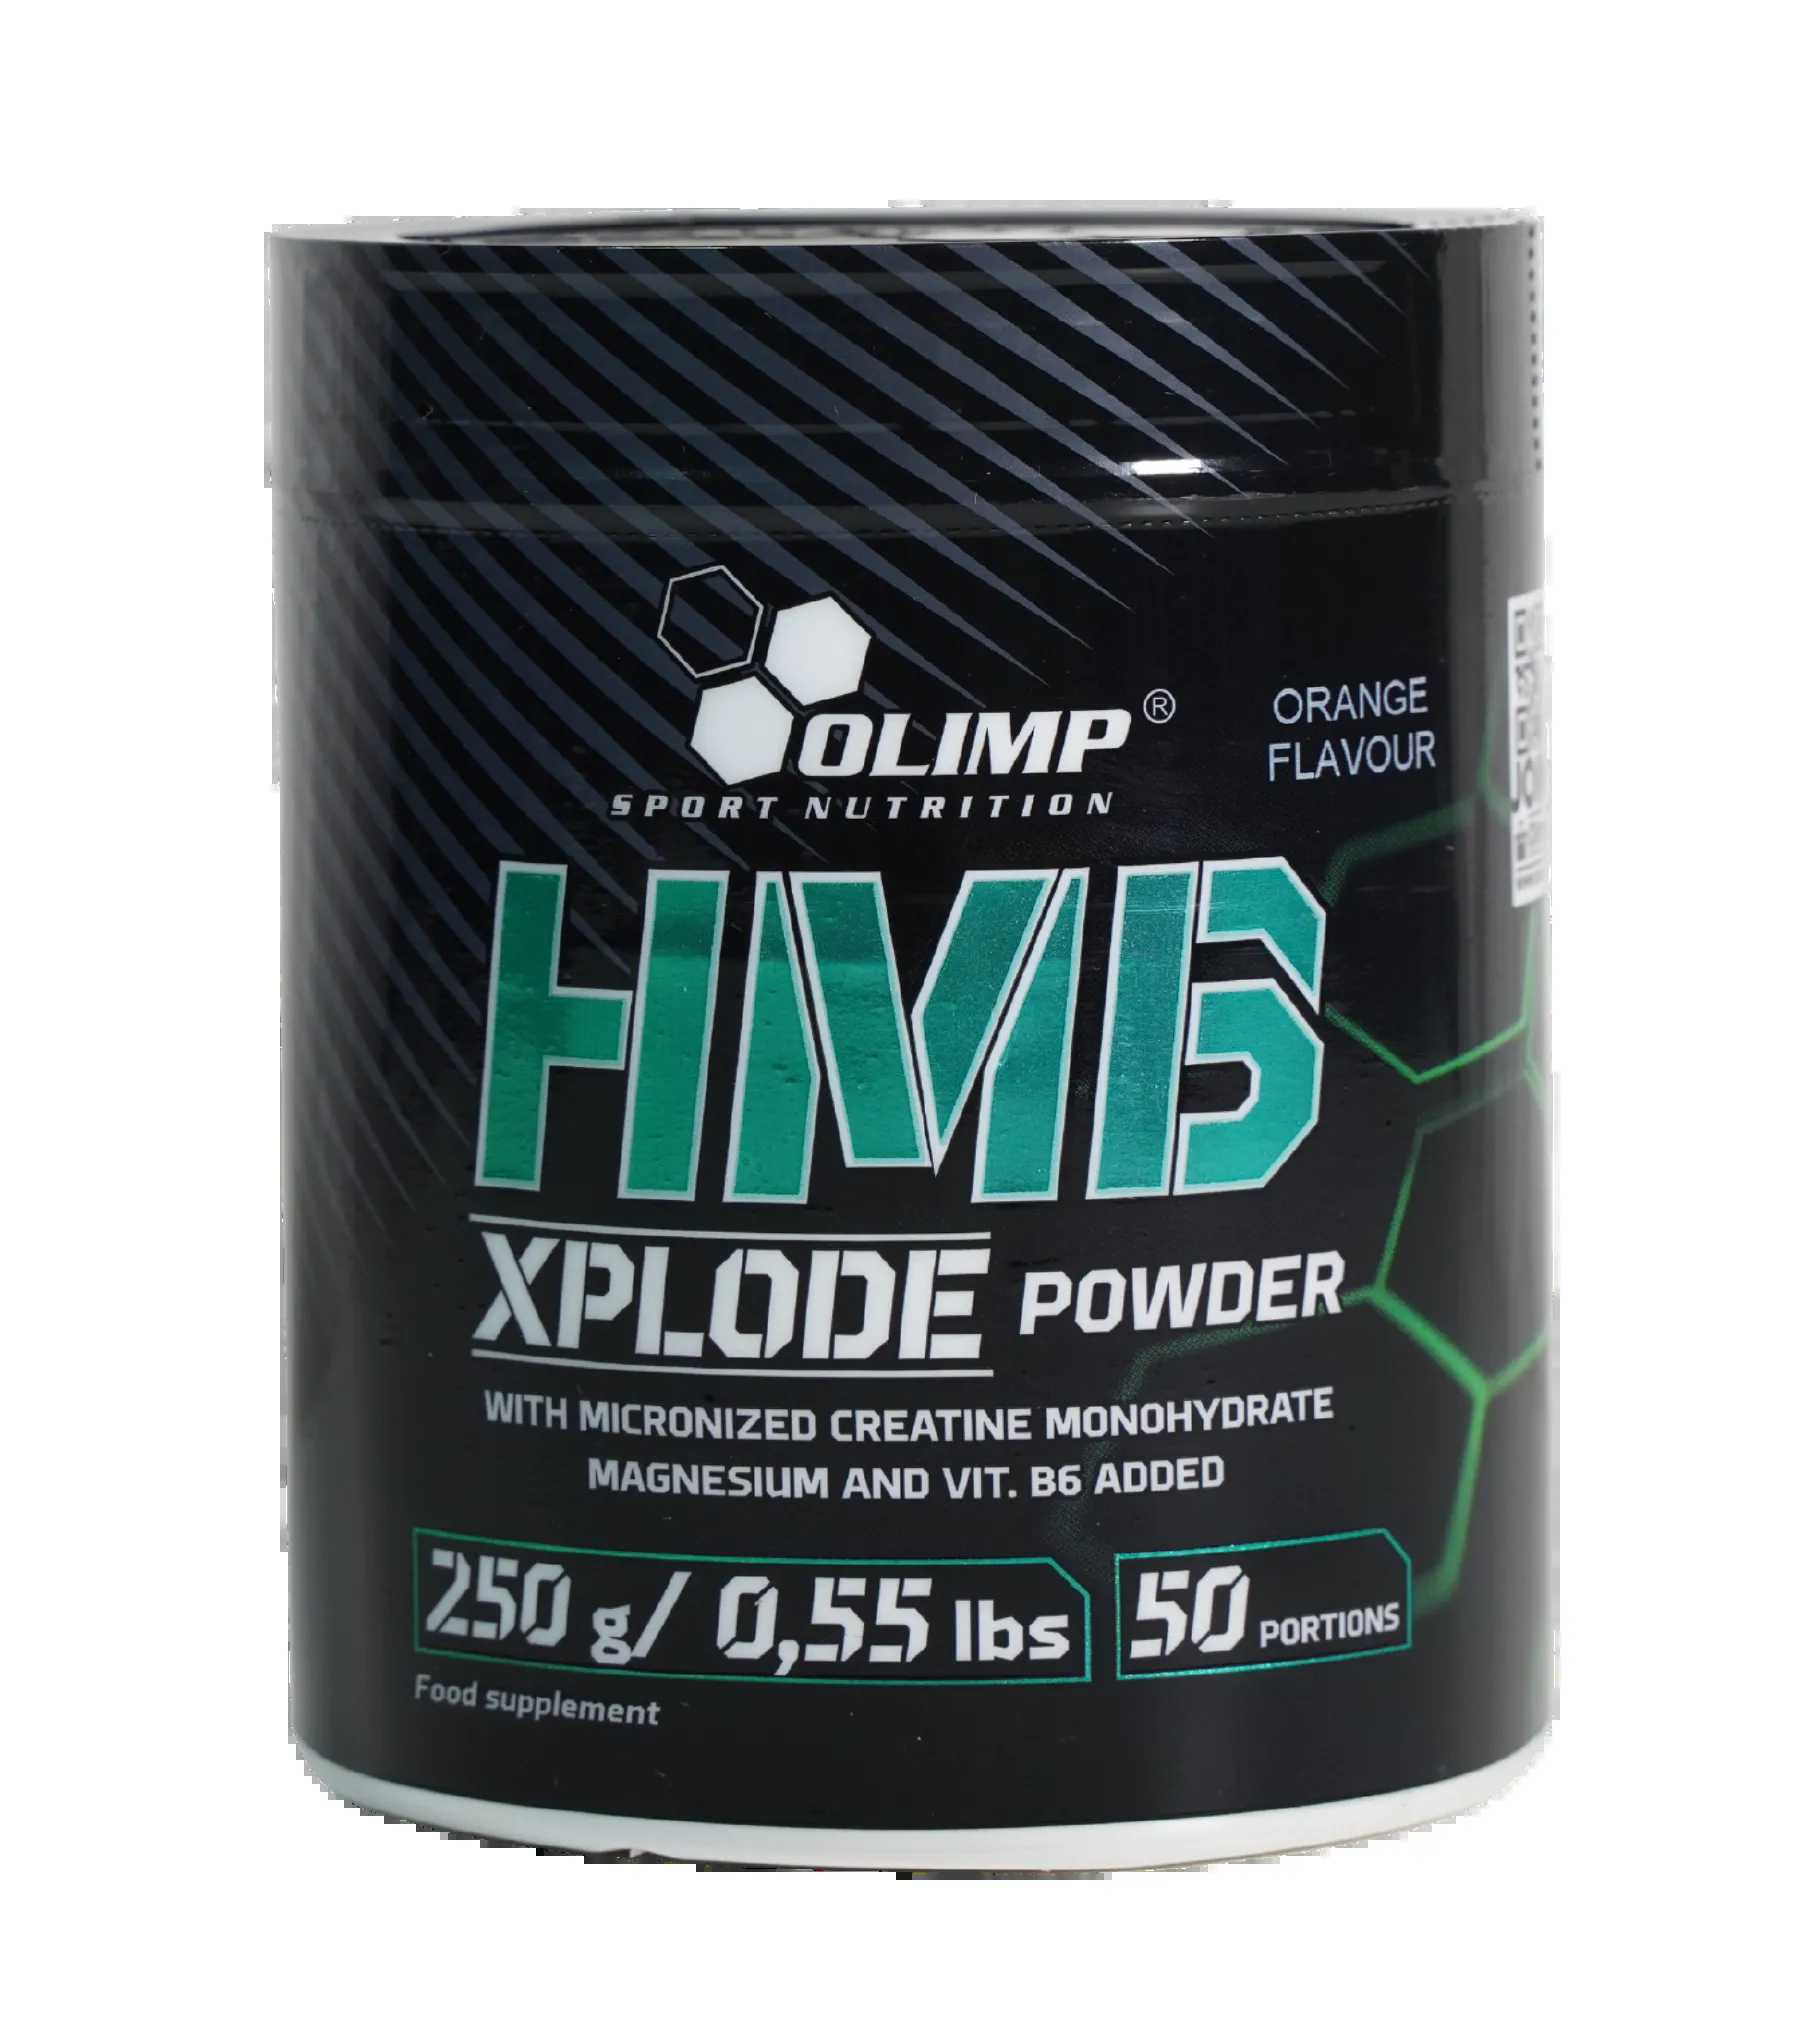 OLIMP®
SPORT NUTRITION
ORANGE
FLAVOUR
HMB
XPLODE POWDER
WITH MICRONIZED CREATINE MONOHYDRATE
MAGNESIUM AND VIT. B6 ADDED
250 g/ 0,55 lbs
50 PORTIONS
Food supplement